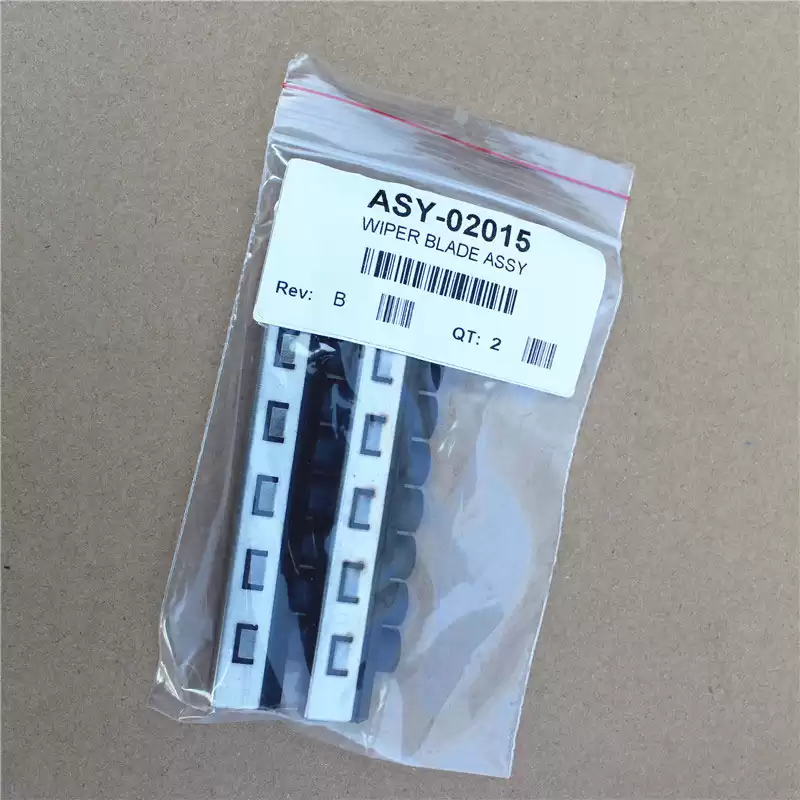 ASY-02015
WIPER BLADE ASSY
Rev: B
QT: 2